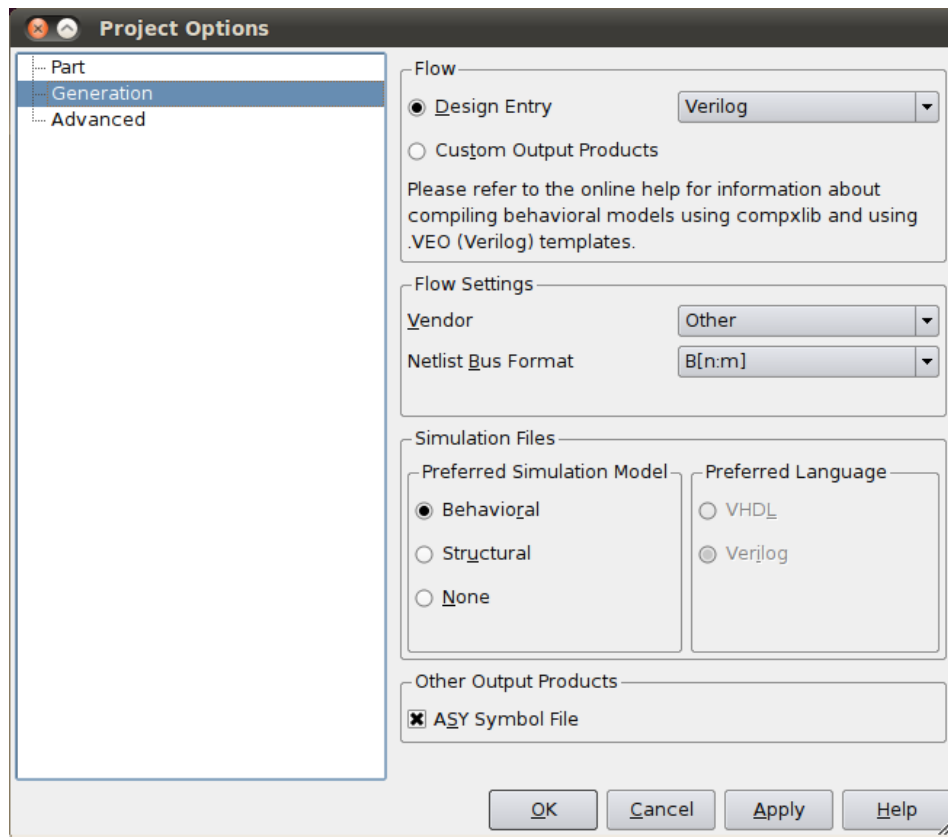 Project Options
Part
Generation
Advanced
Flow
Design Entry
Verilog
Custom Output Products
Please refer to the online help for information about
compiling behavioral models using compxlib and using
.VEO (Verilog) templates.
Flow Settings
Vendor
Other
Netlist Bus Format
B[n:m]
Simulation Files
Preferred Simulation Model
Behavioral
Structural
None
Preferred Language
VHDL
Verilog
Other Output Products
ASY Symbol File
OK
Cancel
Apply
Help